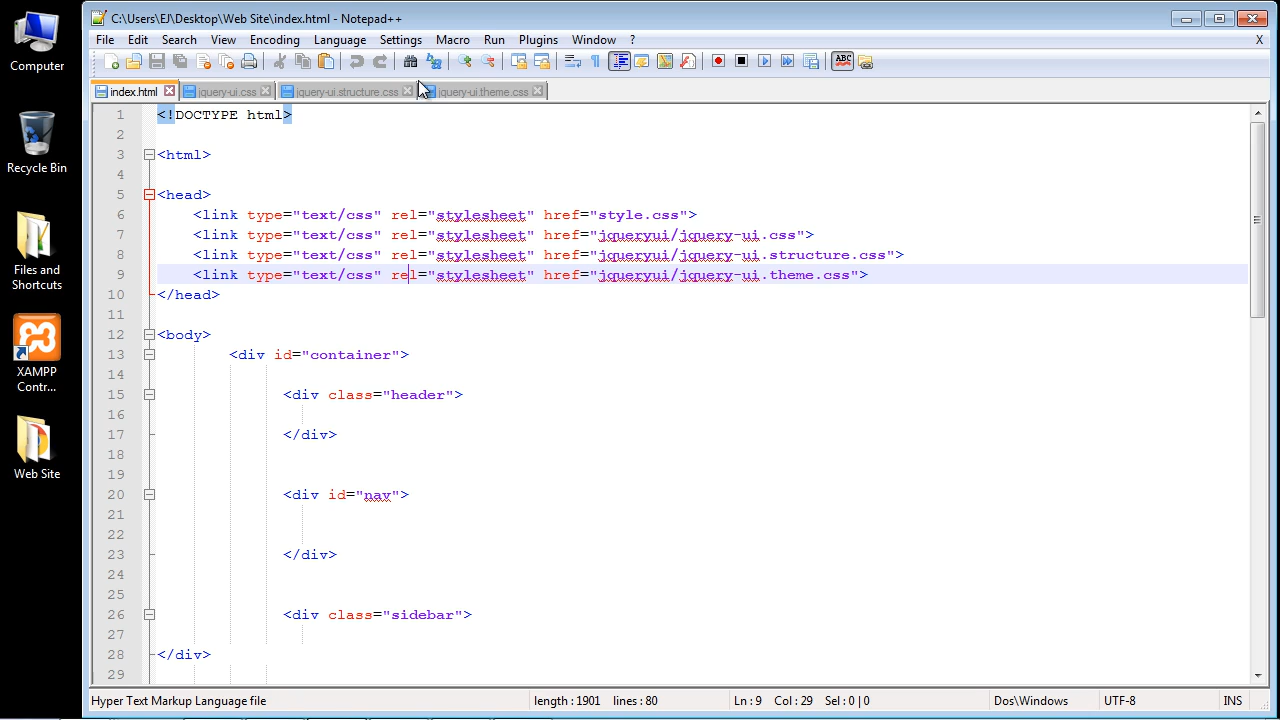 C:\Users\EJ\Desktop\Web Site\index.html - Notepad++
File Edit Search View Encoding Language Settings Macro Run Plugins Window ? X
ABC
index.html jquery-ui.css jquery-ui.structure.css jquery-ui.theme.css
1 <!DOCTYPE html>
2
3 <html>
4
5 <head>
6 <link type="text/css" rel="stylesheet" href="style.css">
7 <link type="text/css" rel="stylesheet" href="jqueryui/jquery-ui.css">
8 <link type="text/css" rel="stylesheet" href="jqueryui/jquery-ui.structure.css">
9 <link type="text/css" rel="stylesheet" href="jqueryui/jquery-ui.theme.css">
10 </head>
11
12 <body>
13 <div id="container">
14
15 <div class="header">
16
17 </div>
18
19
20 <div id="nav">
21
22
23 </div>
24
25
26 <div class="sidebar">
27
28 </div>
29
Hyper Text Markup Language file length : 1901 lines : 80 Ln : 9 Col : 29 Sel : 0 | 0 Dos\Windows UTF-8 INS
Computer
Recycle Bin
Files and
Shortcuts
XAMPP
Contr...
Web Site